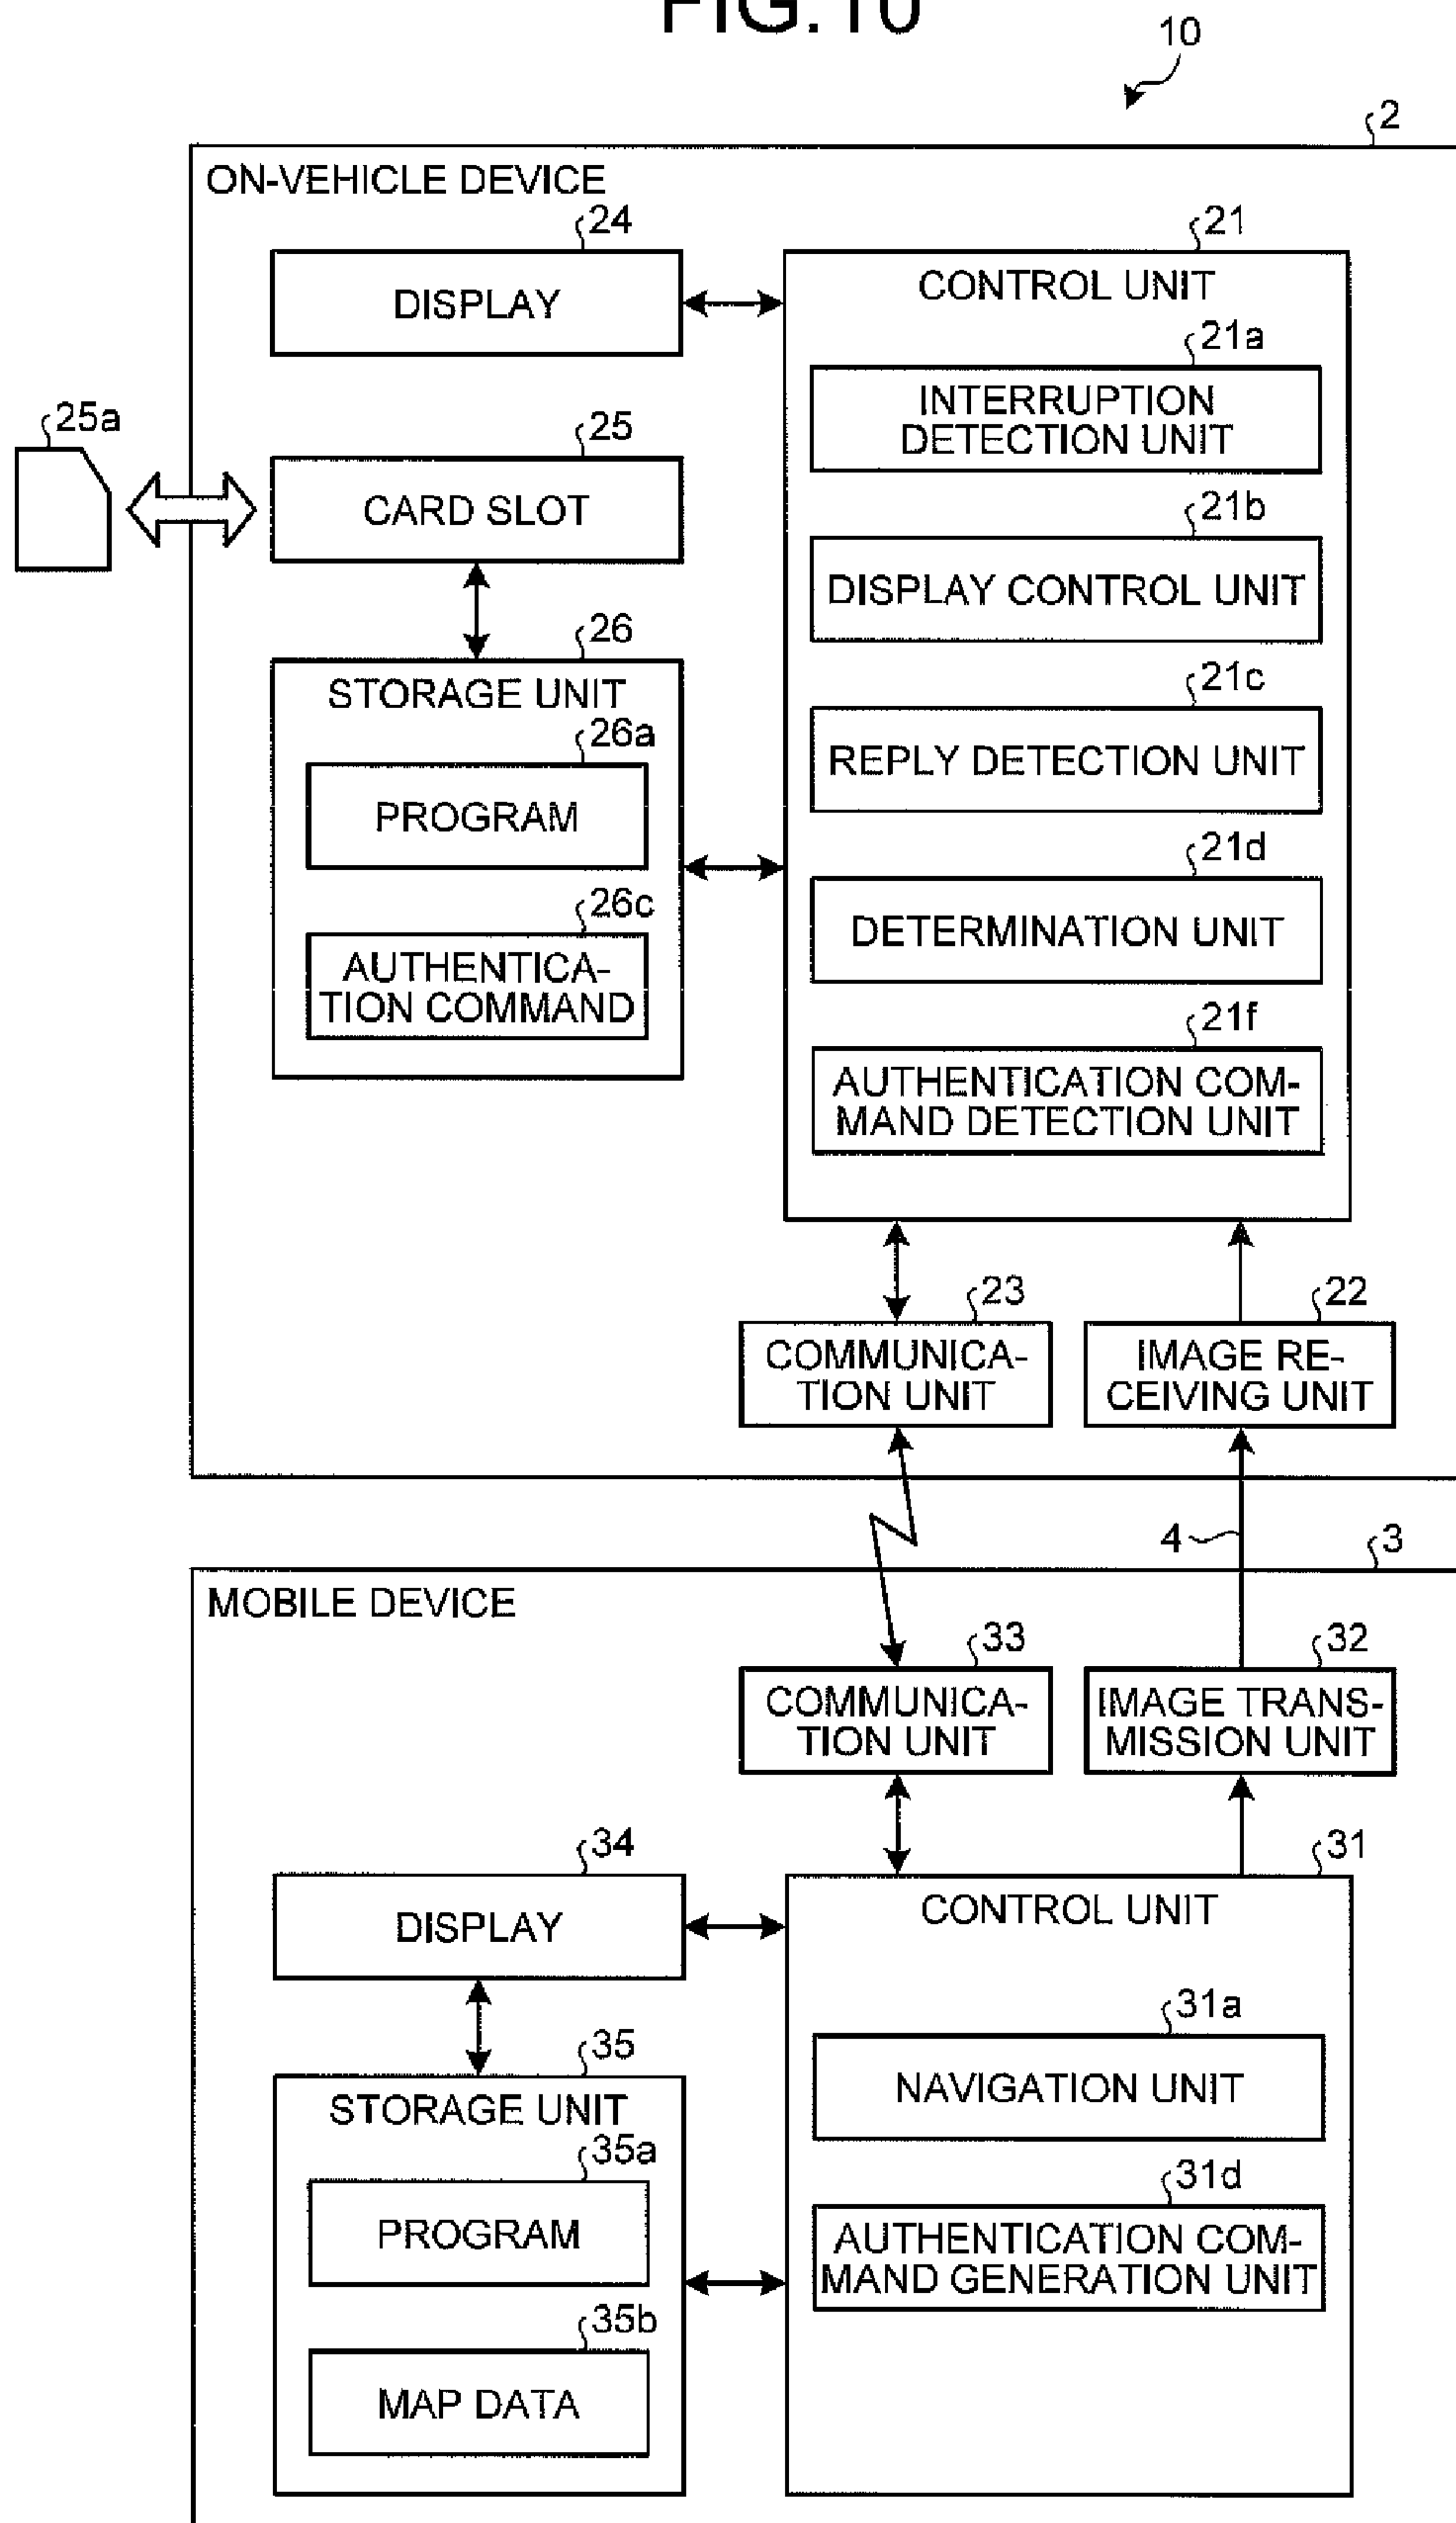 FIG.10
10
2
ON-VEHICLE DEVICE
24
DISPLAY
21
CONTROL UNIT
21a
INTERRUPTION
DETECTION UNIT
25a
25
CARD SLOT
21b
DISPLAY CONTROL UNIT
26
STORAGE UNIT
26a
PROGRAM
21c
REPLY DETECTION UNIT
26c
AUTHENTICA-
TION COMMAND
21d
DETERMINATION UNIT
21f
AUTHENTICATION COM-
MAND DETECTION UNIT
23
COMMUNICA-
TION UNIT
22
IMAGE RE-
CEIVING UNIT
4
3
MOBILE DEVICE
33
COMMUNICA-
TION UNIT
32
IMAGE TRANS-
MISSION UNIT
34
DISPLAY
31
CONTROL UNIT
31a
NAVIGATION UNIT
35
STORAGE UNIT
35a
PROGRAM
31d
AUTHENTICATION COM-
MAND GENERATION UNIT
35b
MAP DATA